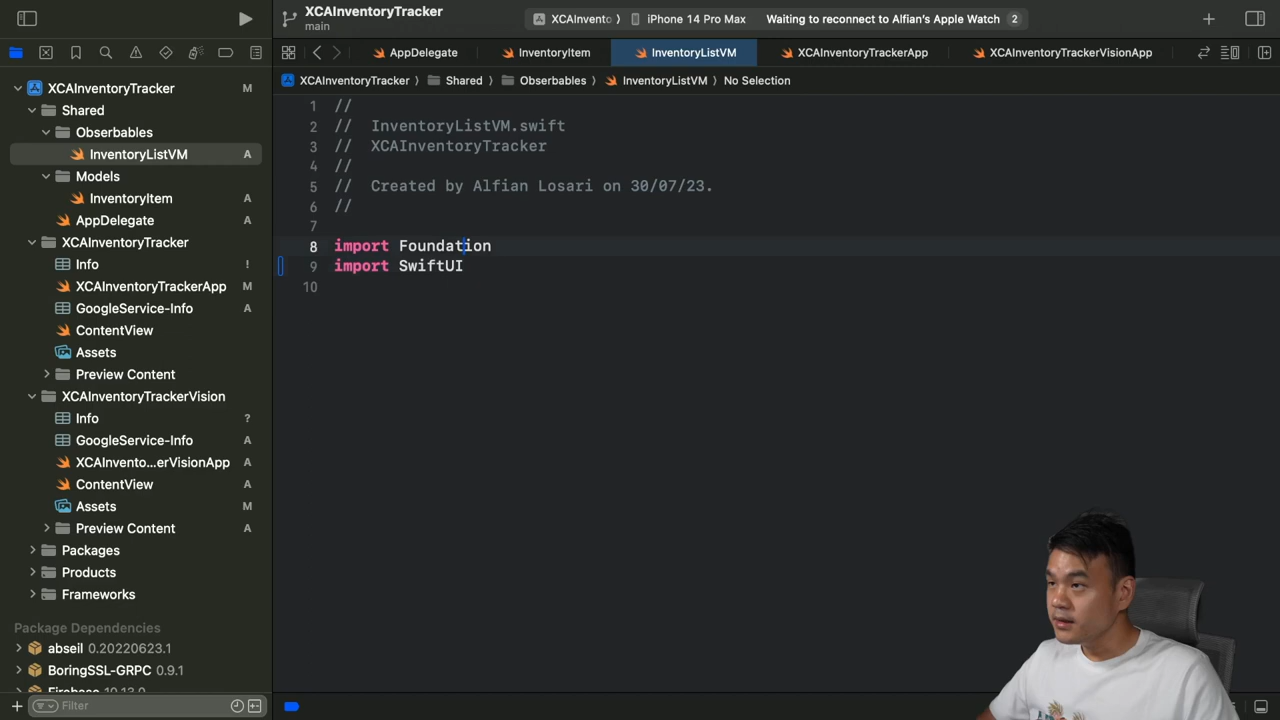 XCAInventoryTracker
main
XCAInvento
iPhone 14 Pro Max
Waiting to reconnect to Alfian's Apple Watch
2
AppDelegate
InventoryItem
InventoryListVM
XCAInventoryTrackerApp
XCAInventoryTrackerVisionApp
XCAInventoryTracker
Shared
Obserbables
InventoryListVM
No Selection
XCAInventoryTracker M
Shared
Obserbables
InventoryListVM A
Models
InventoryItem A
AppDelegate A
XCAInventoryTracker
Info !
XCAInventoryTrackerApp M
GoogleService-Info A
ContentView
Assets
Preview Content
XCAInventoryTrackerVision
Info ?
GoogleService-Info A
XCAInvento...erVisionApp A
ContentView A
Assets M
Preview Content A
Packages
Products
Frameworks
Package Dependencies
abseil 0.20220623.1
BoringSSL-GRPC 0.9.1
Firebase 10.13.0
Filter
1 //
2 //  InventoryListVM.swift
3 //  XCAInventoryTracker
4 //
5 //  Created by Alfian Losari on 30/07/23.
6 //
7
8 import Foundation
9 import SwiftUI
10